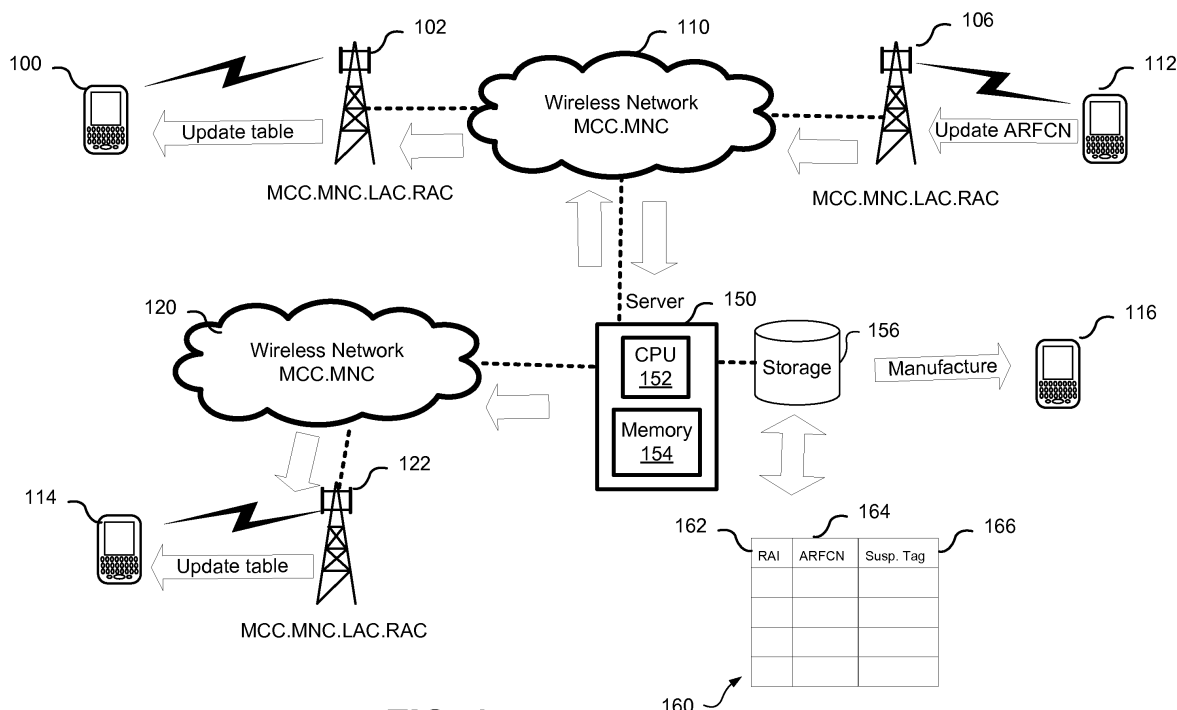 100
102
110
106
112
Wireless Network
MCC.MNC
Update table
Update ARFCN
MCC.MNC.LAC.RAC
MCC.MNC.LAC.RAC
120
Server
150
156
116
Wireless Network
MCC.MNC
CPU
152
Storage
Manufacture
Memory
154
122
114
162
164
166
RAI ARFCN Susp. Tag
Update table
MCC.MNC.LAC.RAC
160